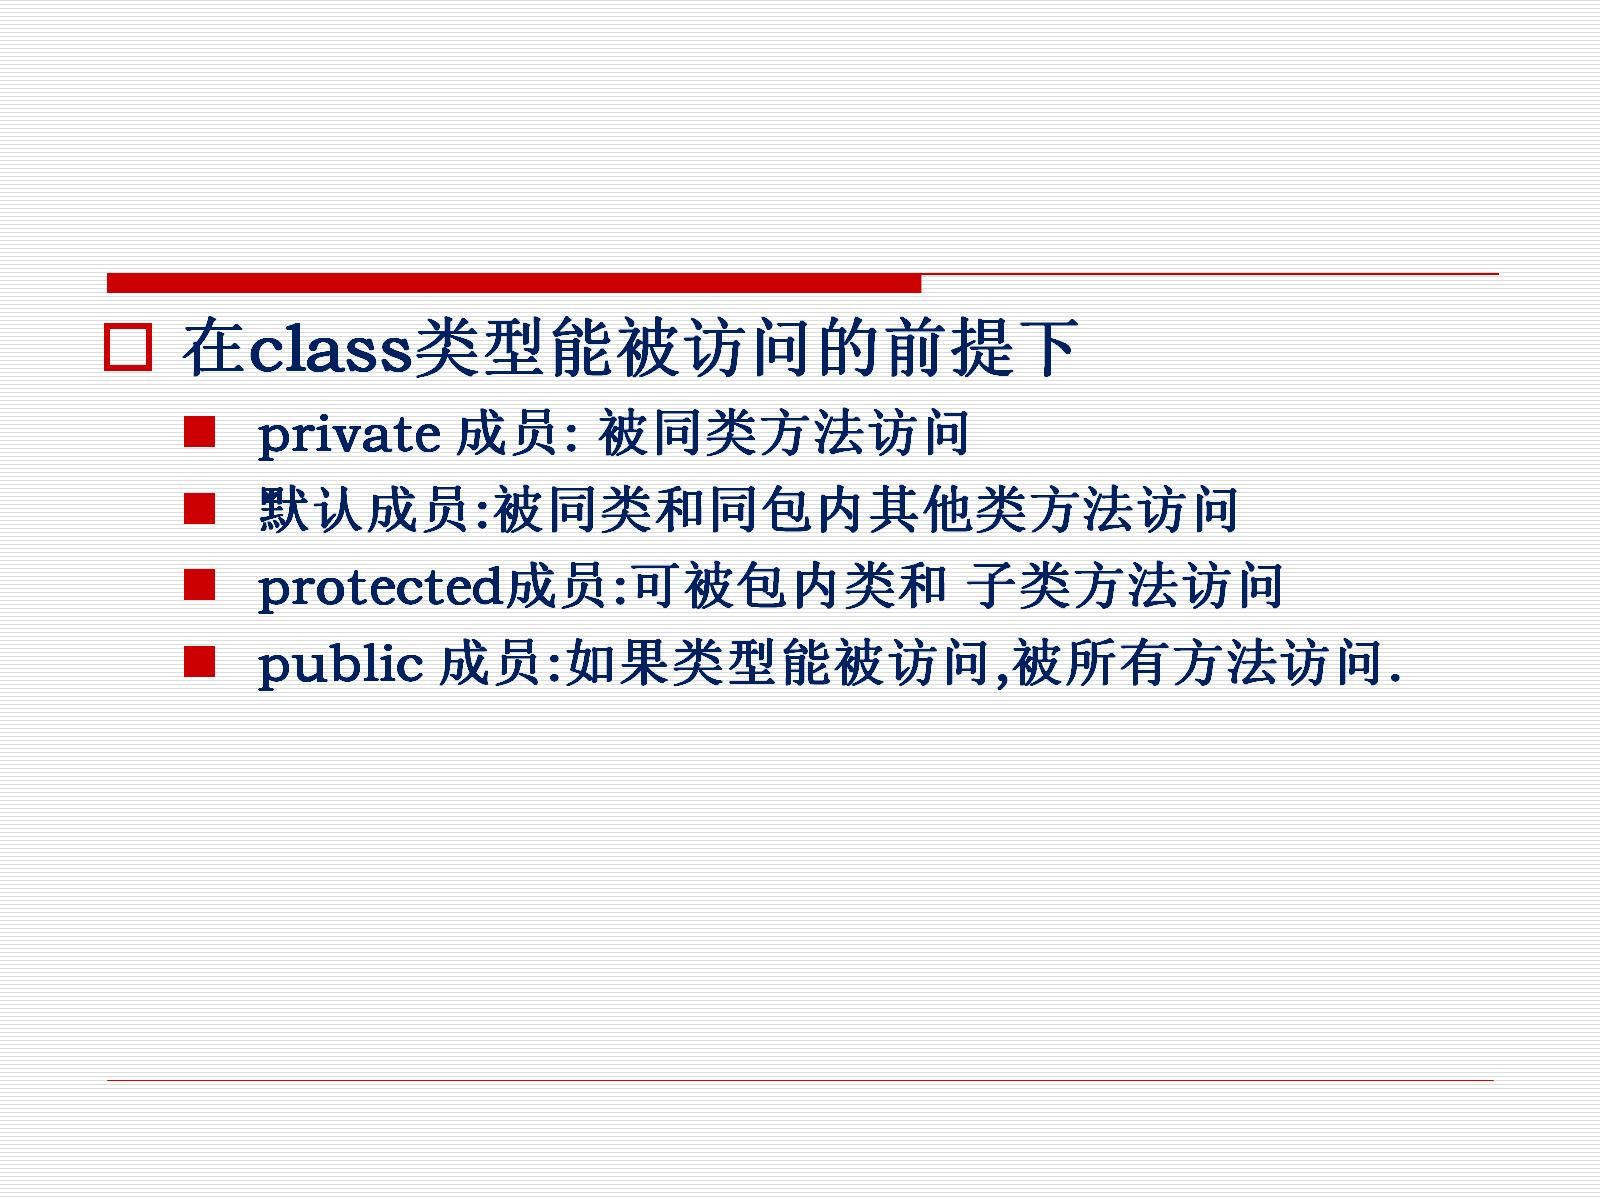 在class类型能被访问的前提下
private 成员: 被同类方法访问
默认成员:被同类和同包内其他类方法访问
protected成员:可被包内类和 子类方法访问
public 成员:如果类型能被访问,被所有方法访问.